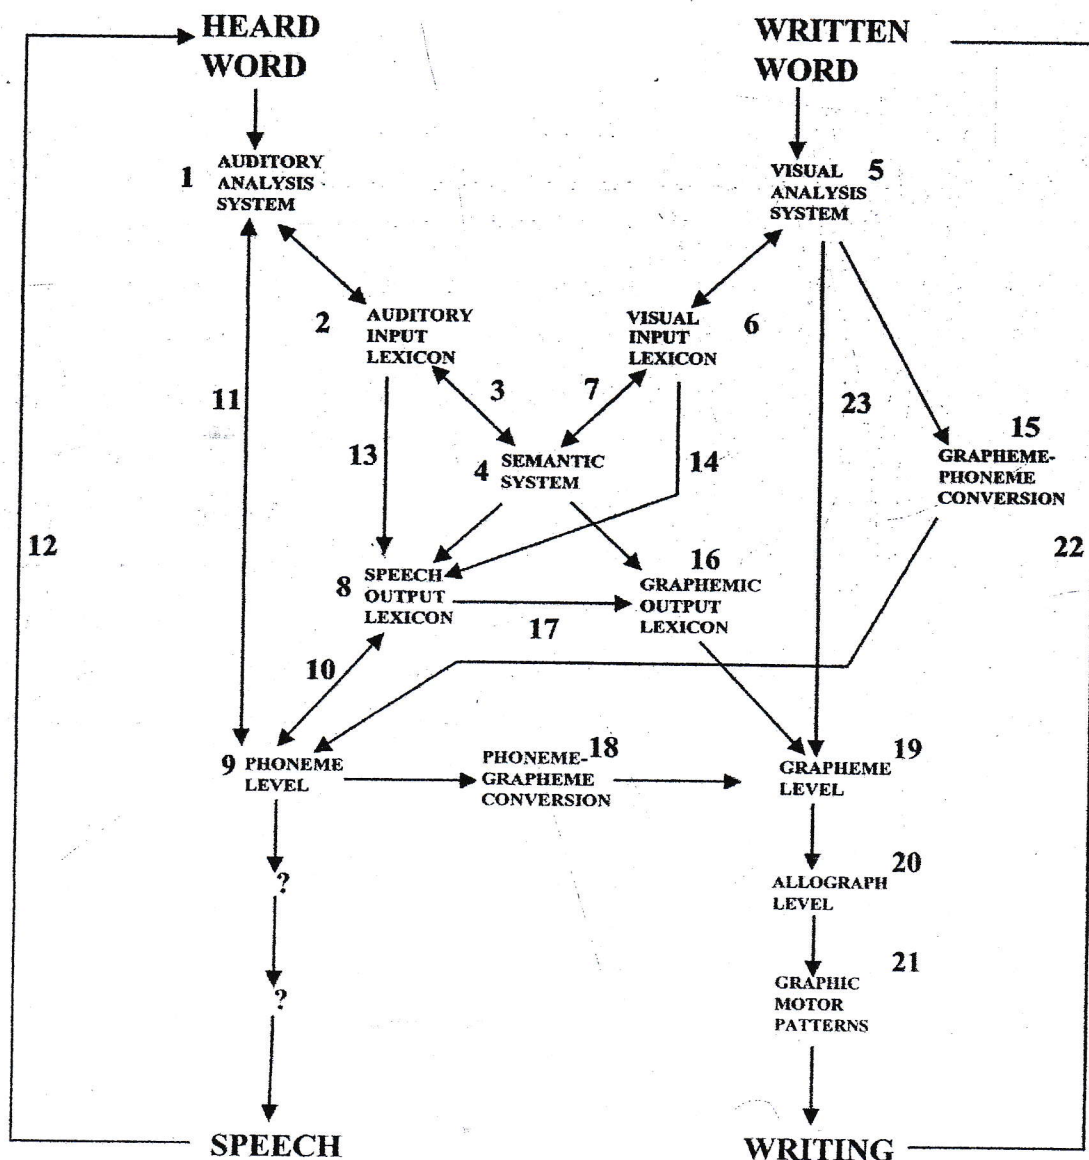 HEARD
WORD
WRITTEN
WORD
1
AUDITORY
ANALYSIS
SYSTEM
VISUAL
ANALYSIS
SYSTEM
5
2
AUDITORY
INPUT
LEXICON
VISUAL
INPUT
LEXICON
6
3
7
11
23
13
4
SEMANTIC
SYSTEM
14
15
GRAPHEME-
PHONEME
CONVERSION
12
22
8
SPEECH
OUTPUT
LEXICON
16
GRAPHEMIC
OUTPUT
LEXICON
17
10
9
PHONEME
LEVEL
PHONEME-
GRAPHEME
CONVERSION
18
GRAPHEME
LEVEL
19
?
ALLOGRAPH
LEVEL
20
?
GRAPHIC
MOTOR
PATTERNS
21
SPEECH
WRITING